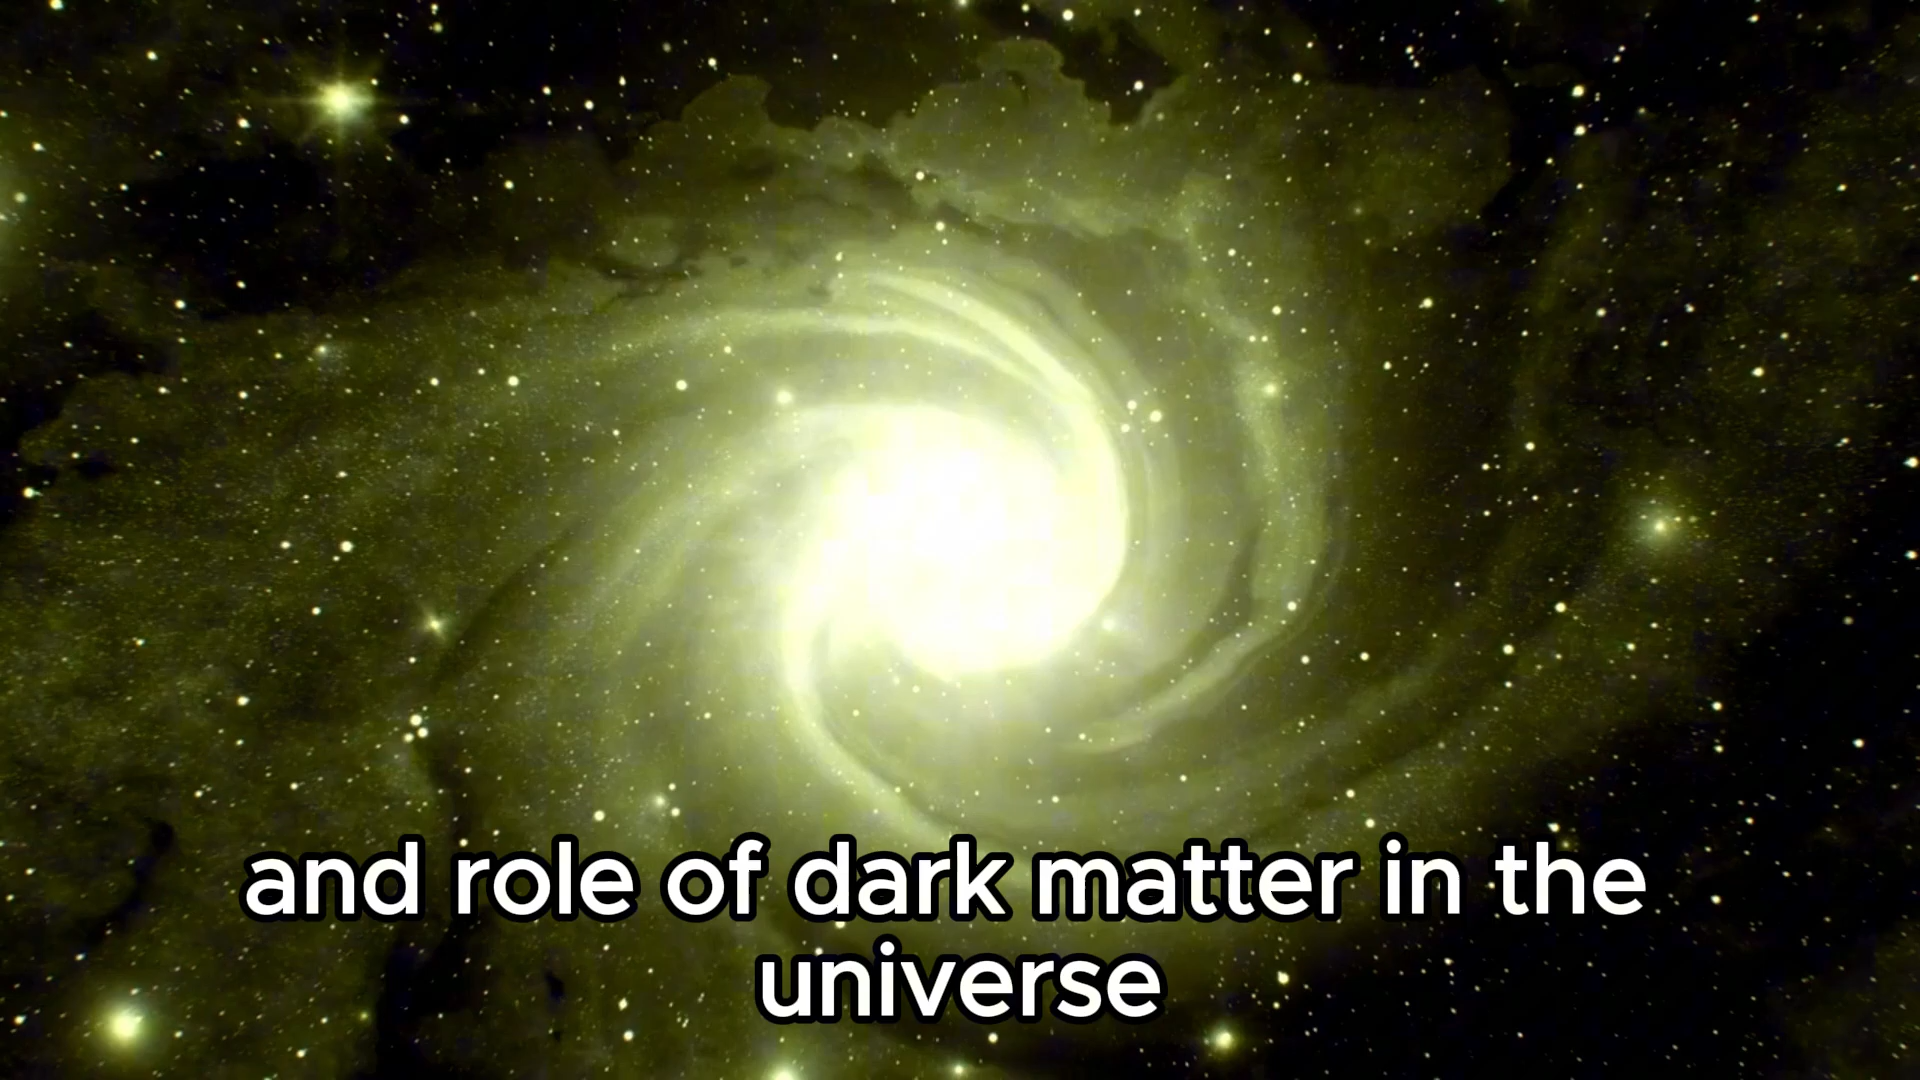 and role of dark matter in the
universe